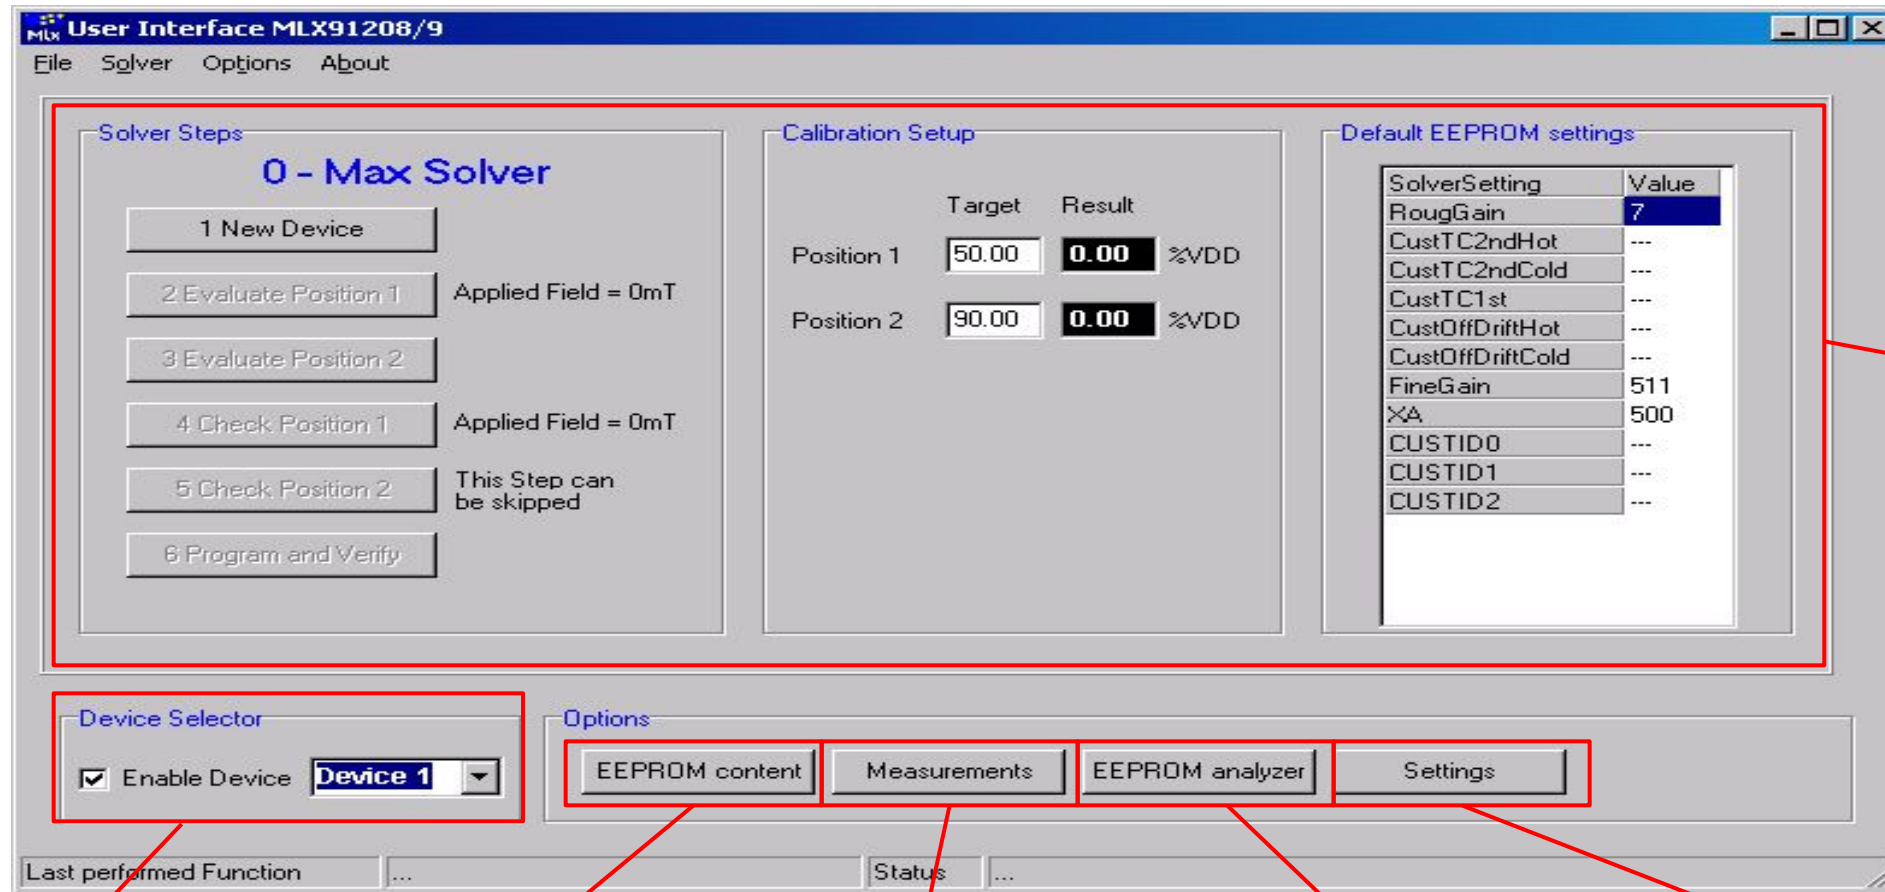 MLX User Interface MLX91208/9
File Solver Options About
Solver Steps
0 - Max Solver
1 New Device
2 Evaluate Position 1 Applied Field = 0mT
3 Evaluate Position 2
4 Check Position 1 Applied Field = 0mT
5 Check Position 2 This Step can
be skipped
6 Program and Verify
Calibration Setup
Target Result
Position 1 50.00 0.00 %VDD
Position 2 90.00 0.00 %VDD
Default EEPROM settings
SolverSetting Value
RougGain 7
CustTC2ndHot ---
CustTC2ndCold ---
CustTC1st ---
CustOffDriftHot ---
CustOffDriftCold ---
FineGain 511
XA 500
CUSTID0 ---
CUSTID1 ---
CUSTID2 ---
Device Selector
Enable Device Device 1
Options
EEPROM content Measurements EEPROM analyzer Settings
Last performed Function ... Status ...